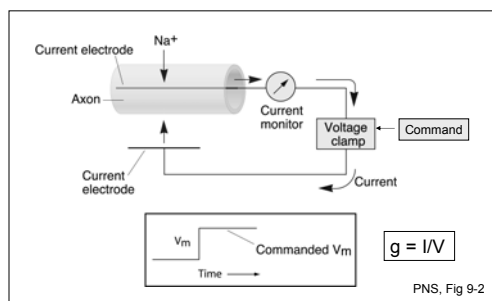 Na+
Current electrode
Axon
Current
monitor
Voltage
clamp
Command
Current
electrode
Current
Vm
Commanded Vm
Time
g = I/V
PNS, Fig 9-2